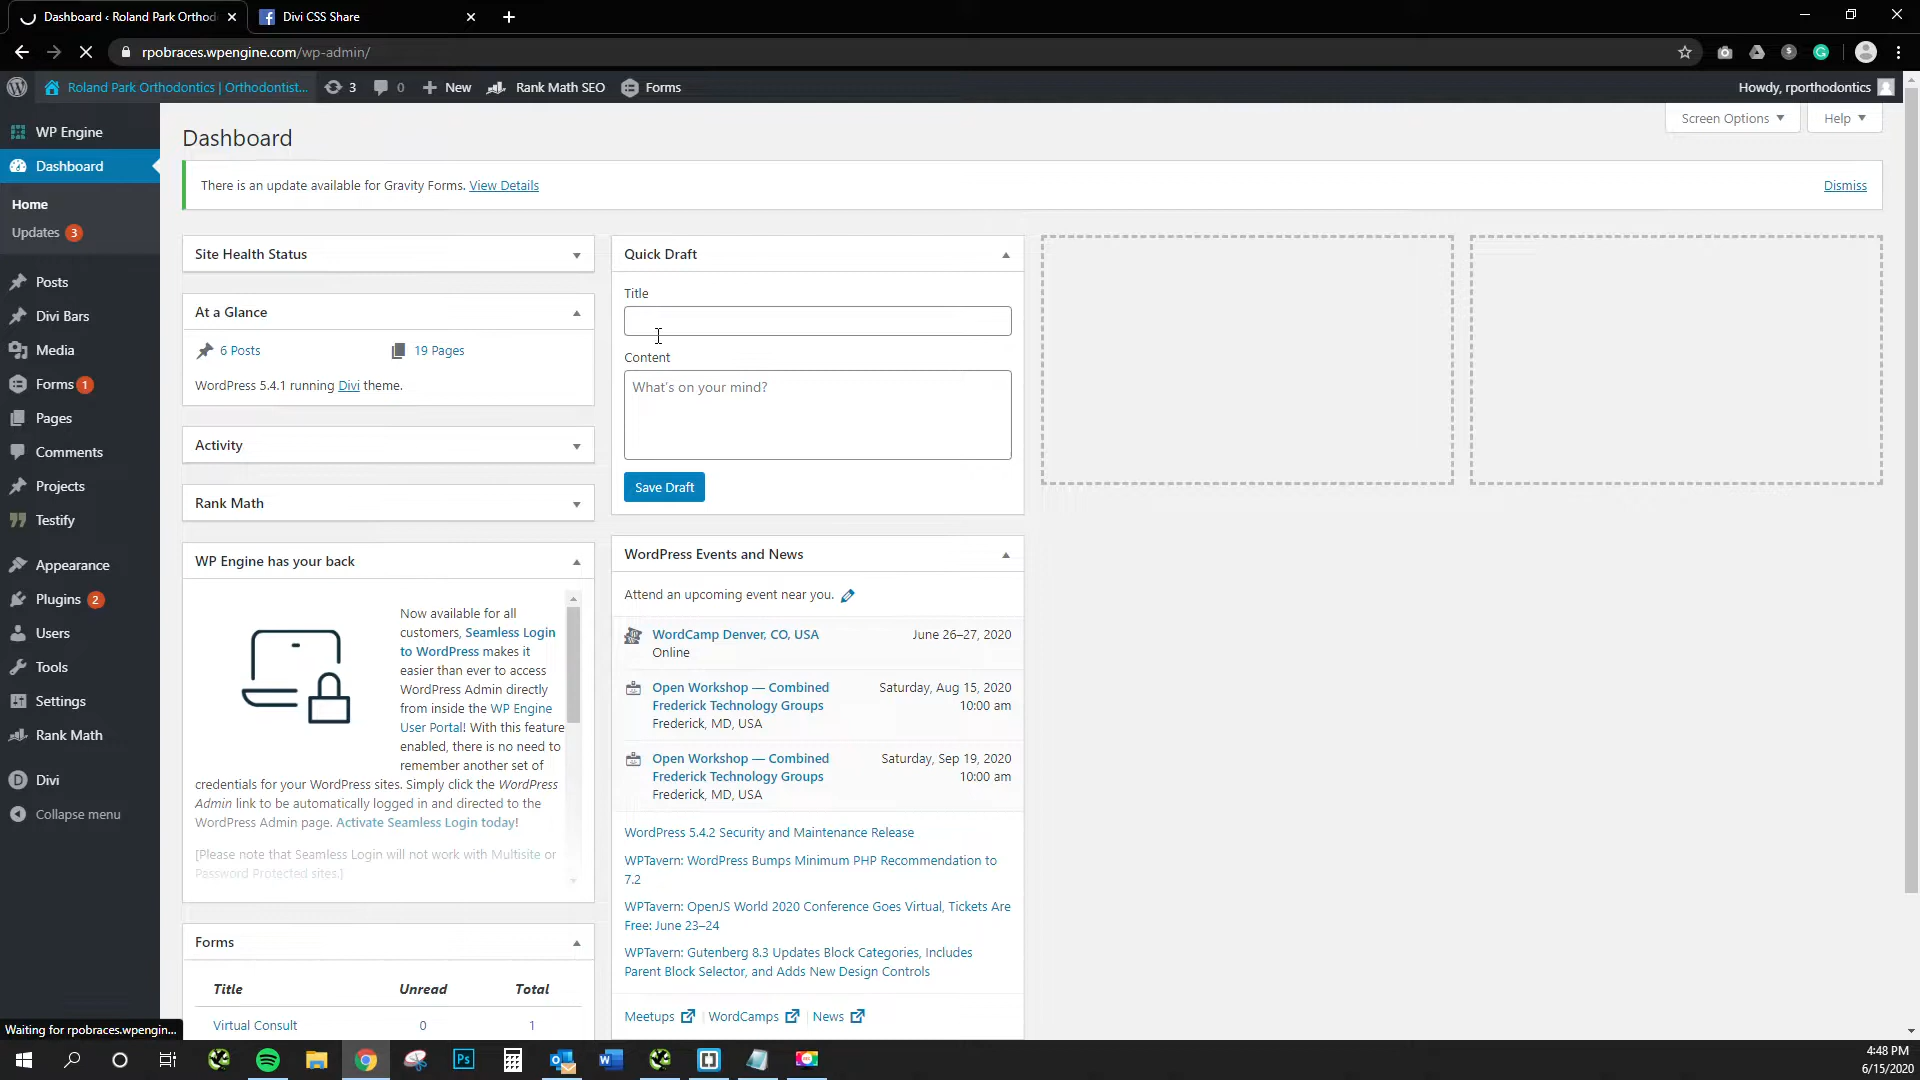 Dashboard ‹ Roland Park Orthod
Divi CSS Share
rpobraces.wpengine.com/wp-admin/
Roland Park Orthodontics | Orthodontist...
3
0
New
Rank Math SEO
Forms
Howdy, rporthodontics
WP Engine
Dashboard
Home
Updates 3
Posts
Divi Bars
Media
Forms 1
Pages
Comments
Projects
Testify
Appearance
Plugins 2
Users
Tools
Settings
Rank Math
Divi
Collapse menu
Dashboard
Screen Options
Help
There is an update available for Gravity Forms. View Details
Dismiss
Site Health Status
At a Glance
6 Posts
19 Pages
WordPress 5.4.1 running Divi theme.
Activity
Rank Math
WP Engine has your back
Now available for all
customers, Seamless Login
to WordPress makes it
easier than ever to access
WordPress Admin directly
from inside the WP Engine
User Portal! With this feature
enabled, there is no need to
remember another set of
credentials for your WordPress sites. Simply click the WordPress
Admin link to be automatically logged in and directed to the
WordPress Admin page. Activate Seamless Login today!
[Please note that Seamless Login will not work with Multisite or
Password Protected sites.]
Forms
Title Unread Total
Virtual Consult 0 1
Quick Draft
Title
Content
What's on your mind?
Save Draft
WordPress Events and News
Attend an upcoming event near you.
WordCamp Denver, CO, USA
June 26–27, 2020
Online
Open Workshop — Combined
Frederick Technology Groups
Saturday, Aug 15, 2020
10:00 am
Frederick, MD, USA
Open Workshop — Combined
Frederick Technology Groups
Saturday, Sep 19, 2020
10:00 am
Frederick, MD, USA
WordPress 5.4.2 Security and Maintenance Release
WPTavern: WordPress Bumps Minimum PHP Recommendation to
7.2
WPTavern: OpenJS World 2020 Conference Goes Virtual, Tickets Are
Free: June 23–24
WPTavern: Gutenberg 8.3 Updates Block Categories, Includes
Parent Block Selector, and Adds New Design Controls
Meetups | WordCamps | News
Waiting for rpobraces.wpengin...
Ps
4:48 PM
6/15/2020